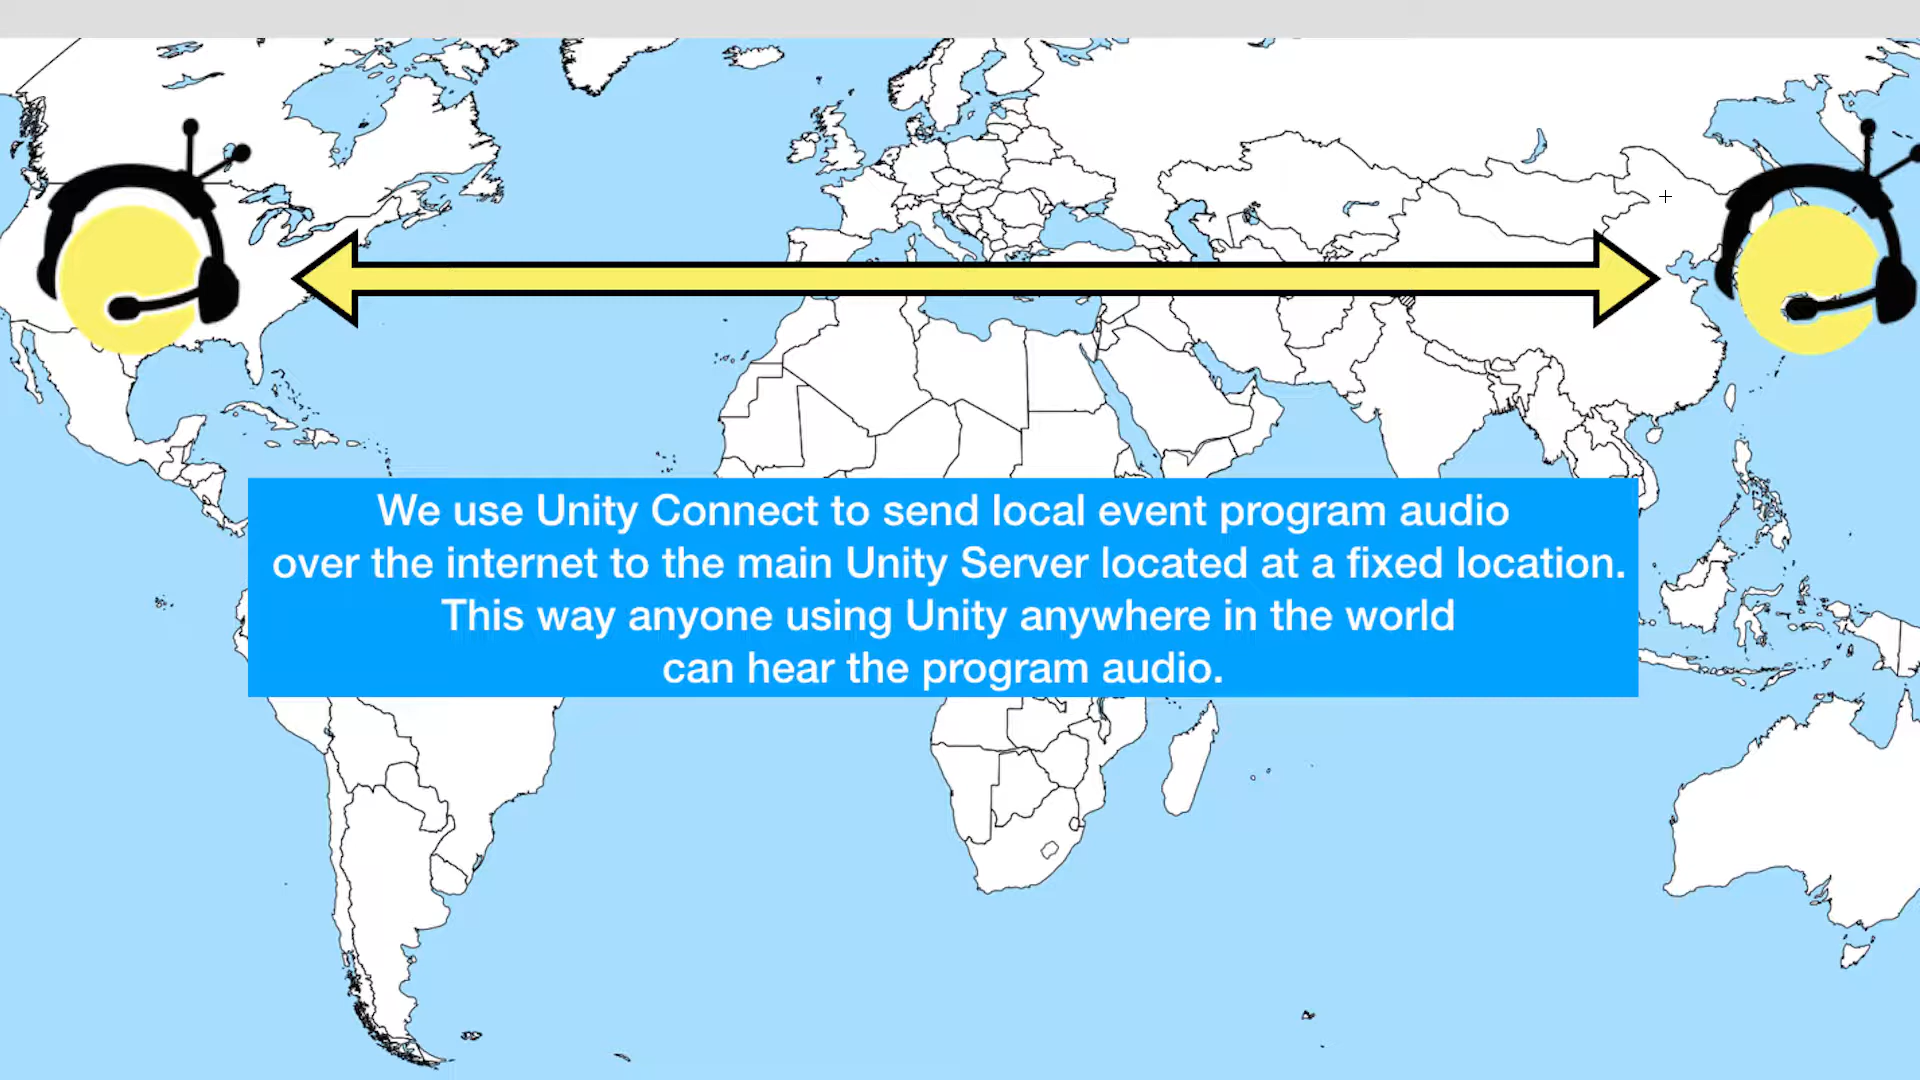 We use Unity Connect to send local event program audio
over the internet to the main Unity Server located at a fixed location.
This way anyone using Unity anywhere in the world
can hear the program audio.